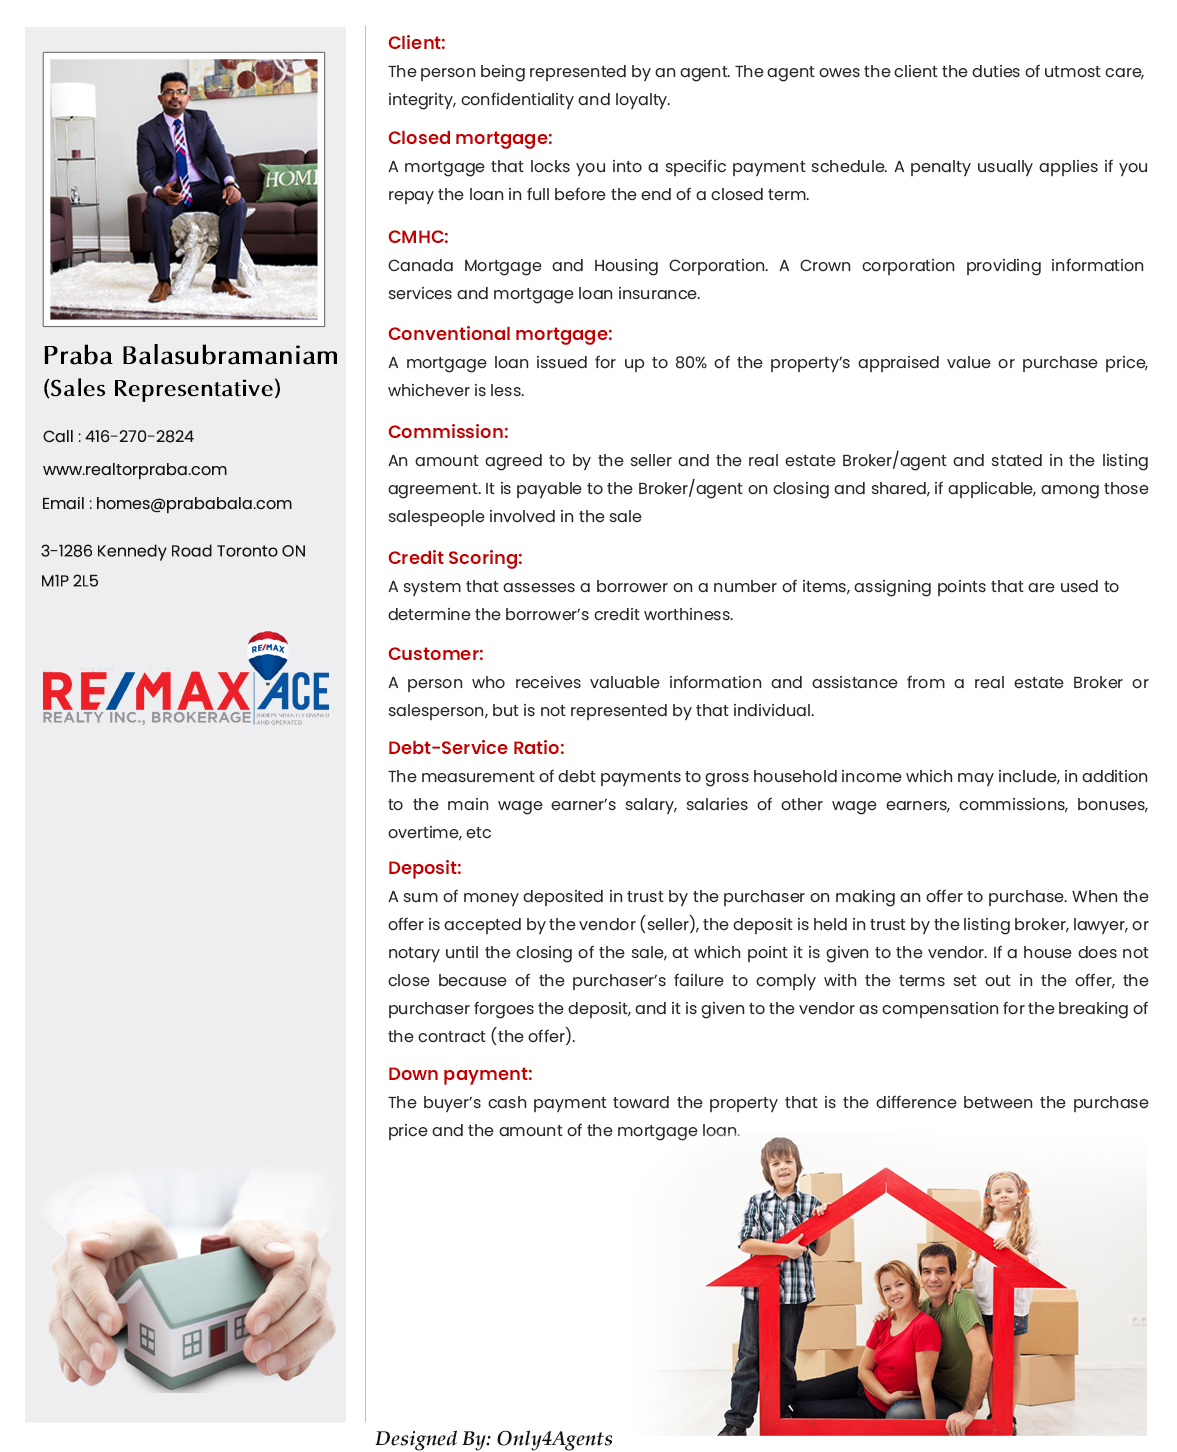 HOME
Praba Balasubramaniam
(Sales Representative)
Call : 416-270-2824
www.realtorpraba.com
Email : homes@prababala.com
3-1286 Kennedy Road Toronto ON
M1P 2L5
RE/MAX
RE/MAX ACE
REALTY INC., BROKERAGE
INDEPENDENTLY OWNED
AND OPERATED
Client:
The person being represented by an agent. The agent owes the client the duties of utmost care,
integrity, confidentiality and loyalty.
Closed mortgage:
A mortgage that locks you into a specific payment schedule. A penalty usually applies if you
repay the loan in full before the end of a closed term.
CMHC:
Canada Mortgage and Housing Corporation. A Crown corporation providing information
services and mortgage loan insurance.
Conventional mortgage:
A mortgage loan issued for up to 80% of the property’s appraised value or purchase price,
whichever is less.
Commission:
An amount agreed to by the seller and the real estate Broker/agent and stated in the listing
agreement. It is payable to the Broker/agent on closing and shared, if applicable, among those
salespeople involved in the sale
Credit Scoring:
A system that assesses a borrower on a number of items, assigning points that are used to
determine the borrower’s credit worthiness.
Customer:
A person who receives valuable information and assistance from a real estate Broker or
salesperson, but is not represented by that individual.
Debt-Service Ratio:
The measurement of debt payments to gross household income which may include, in addition
to the main wage earner’s salary, salaries of other wage earners, commissions, bonuses,
overtime, etc
Deposit:
A sum of money deposited in trust by the purchaser on making an offer to purchase. When the
offer is accepted by the vendor (seller), the deposit is held in trust by the listing broker, lawyer, or
notary until the closing of the sale, at which point it is given to the vendor. If a house does not
close because of the purchaser’s failure to comply with the terms set out in the offer, the
purchaser forgoes the deposit, and it is given to the vendor as compensation for the breaking of
the contract (the offer).
Down payment:
The buyer’s cash payment toward the property that is the difference between the purchase
price and the amount of the mortgage loan.
Designed By: Only4Agents